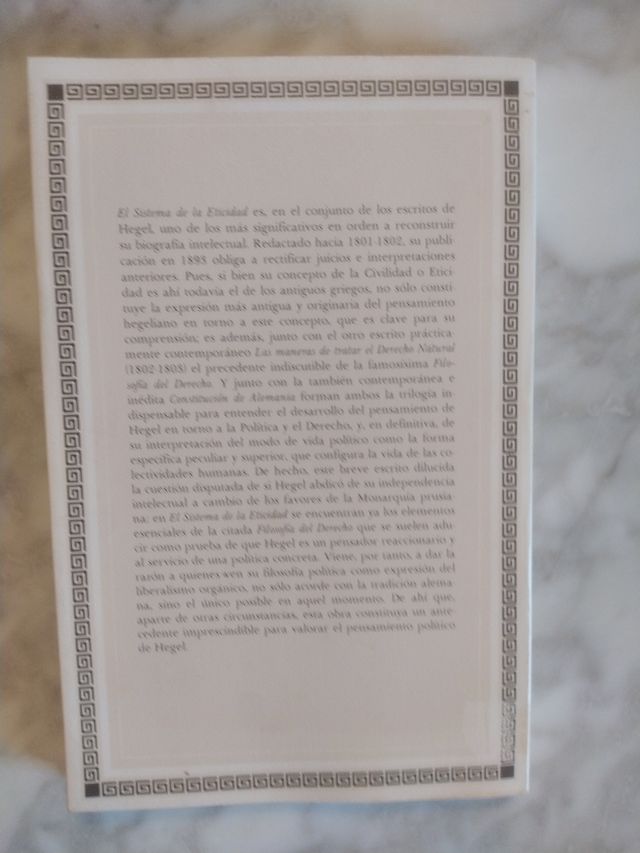 El Sistema de la Eticidad es, en el conjunto de los escritos de
Hegel, uno de los más significativos en orden a reconstruir
su biografía intelectual. Redactado hacia 1801-1802, su publi-
cación en 1893 obliga a rectificar juicios e interpretaciones
anteriores. Pues, si bien su concepto de la Civilidad o Etici-
dad es ahí todavía el de los antiguos griegos, no sólo consti-
tuye la expresión más antigua y originaria del pensamiento
hegeliano en torno a este concepto, que es clave para su
comprensión; es además, junto con el otro escrito práctica-
mente contemporáneo Las maneras de tratar el Derecho Natural
(1802-1803) el precedente indiscutible de la famosísima Filo-
sofía del Derecho. Y junto con la también contemporánea e
inédita Constitución de Alemania forman ambos la trilogía in-
dispensable para entender el desarrollo del pensamiento de
Hegel en torno a la Política y el Derecho, y, en definitiva, de
su interpretación del modo de vida político como la forma
específica peculiar y superior, que configura la vida de las co-
lectividades humanas. De hecho, este breve escrito dilucida
la cuestión disputada de si Hegel abdicó de su independencia
intelectual a cambio de los favores de la Monarquía prusia-
na: en El Sistema de la Eticidad se encuentran ya los elementos
esenciales de la citada Filosofía del Derecho que se suelen adu-
cir como prueba de que Hegel es un pensador reaccionario y
al servicio de una política concreta. Viene, por tanto, a dar la
razón a quienes ven su filosofía política como expresión del
liberalismo orgánico, no sólo acorde con la tradición alema-
na, sino el único posible en aquel momento. De ahí que,
aparte de otras circunstancias, esta obra constituya un ante-
cedente imprescindible para valorar el pensamiento político
de Hegel.